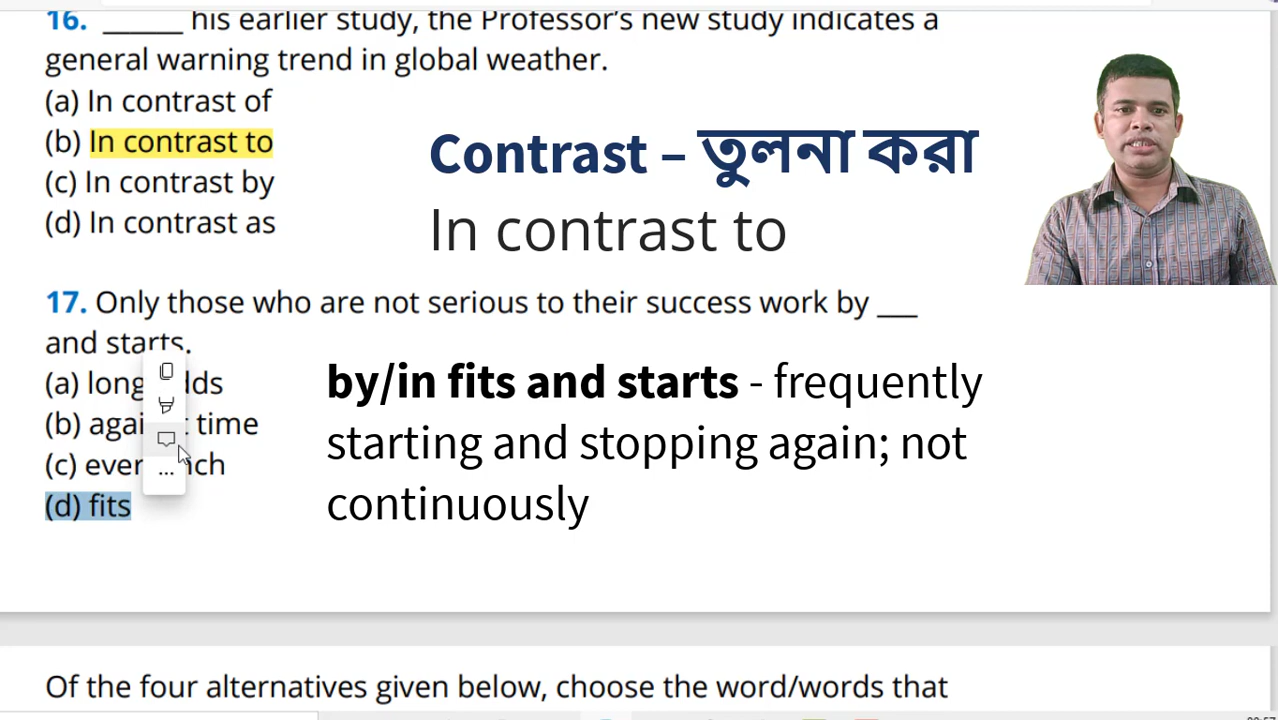 16. ______ his earlier study, the Professor's new study indicates a
general warning trend in global weather.
(a) In contrast of
(b) In contrast to
(c) In contrast by
(d) In contrast as
Contrast – তুলনা করা
In contrast to
17. Only those who are not serious to their success work by ___
and starts.
(a) long
(b) time
(c)
(d) fits
by/in fits and starts - frequently
starting and stopping again; not
continuously
Of the four alternatives given below, choose the word/words that